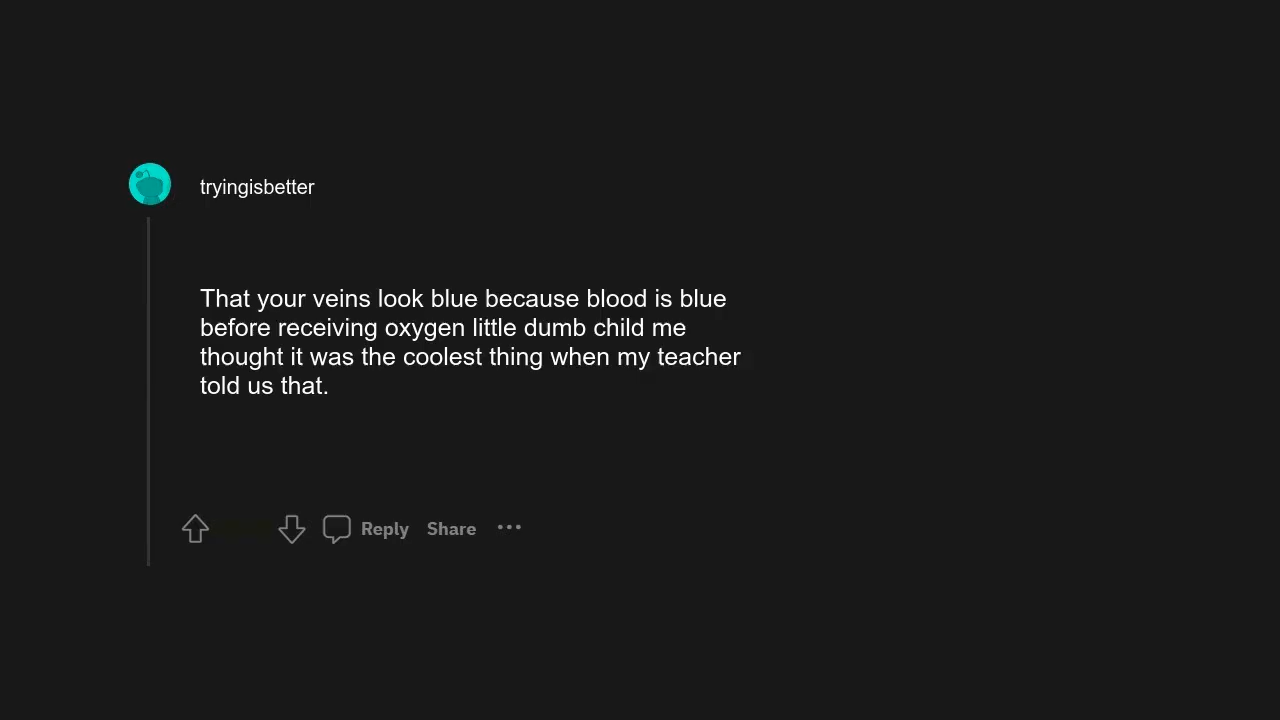 tryingisbetter
That your veins look blue because blood is blue
before receiving oxygen little dumb child me
thought it was the coolest thing when my teacher
told us that.
Reply Share